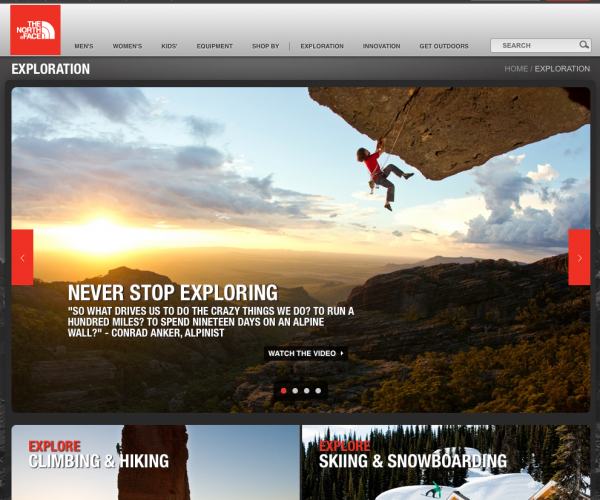 THE
NORTH
FACE
MEN'S
WOMEN'S
KIDS'
EQUIPMENT
SHOP BY
EXPLORATION
INNOVATION
GET OUTDOORS
SEARCH
EXPLORATION
HOME / EXPLORATION
NEVER STOP EXPLORING
"SO WHAT DRIVES US TO DO THE CRAZY THINGS WE DO? TO RUN A
HUNDRED MILES? TO SPEND NINETEEN DAYS ON AN ALPINE
WALL?" - CONRAD ANKER, ALPINIST
WATCH THE VIDEO
EXPLORE
CLIMBING & HIKING
EXPLORE
SKIING & SNOWBOARDING